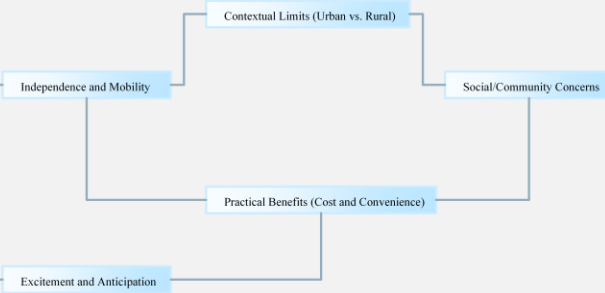 Contextual Limits (Urban vs. Rural)
Independence and Mobility
Social/Community Concerns
Practical Benefits (Cost and Convenience)
Excitement and Anticipation